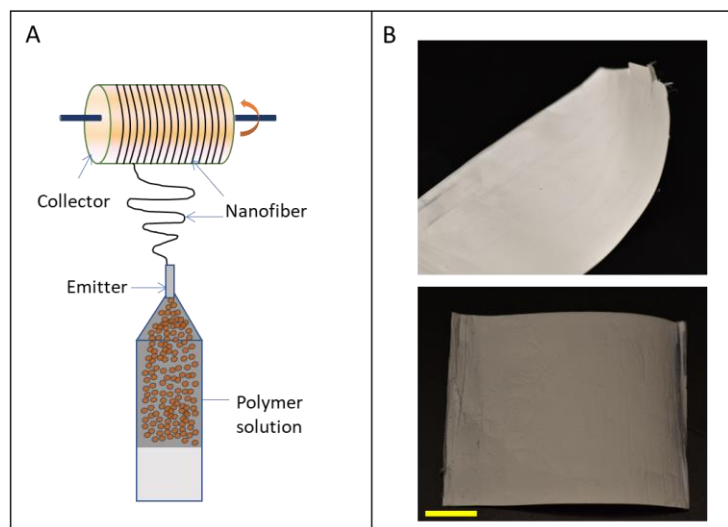 A
B
Collector
Nanofiber
Emitter
Polymer
solution